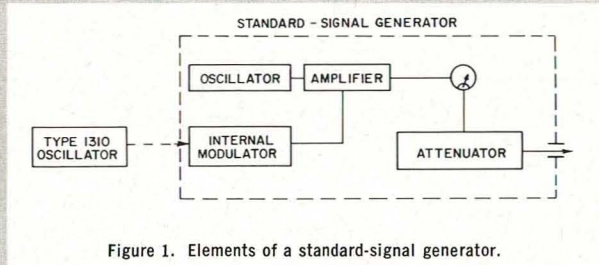 STANDARD - SIGNAL GENERATOR
OSCILLATOR
AMPLIFIER
TYPE 1310
OSCILLATOR
INTERNAL
MODULATOR
ATTENUATOR
Figure 1. Elements of a standard-signal generator.